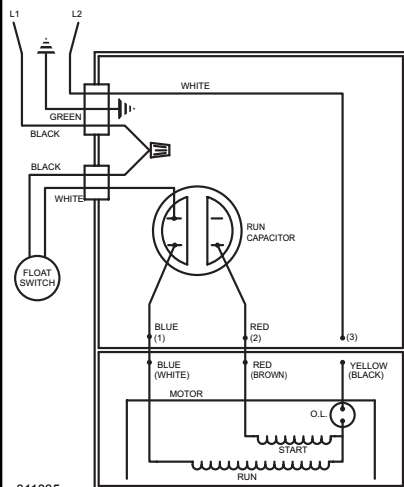 L1
L2
WHITE
GREEN
BLACK
BLACK
WHITE
RUN
CAPACITOR
FLOAT
SWITCH
BLUE
(1)
RED
(2)
(3)
BLUE
(WHITE)
RED
(BROWN)
YELLOW
(BLACK)
MOTOR
O.L.
START
RUN